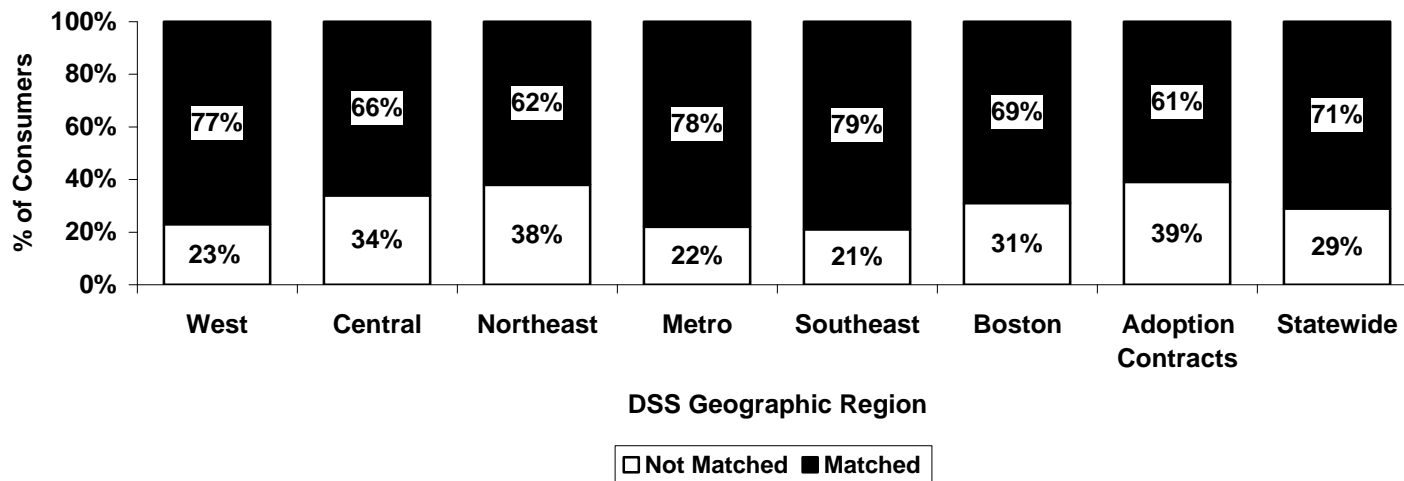 100%
80%
60%
40%
20%
0%
% of Consumers
77%
66%
62%
78%
79%
69%
61%
71%
23%
34%
38%
22%
21%
31%
39%
29%
West
Central
Northeast
Metro
Southeast
Boston
Adoption
Contracts
Statewide
DSS Geographic Region
Not Matched
Matched